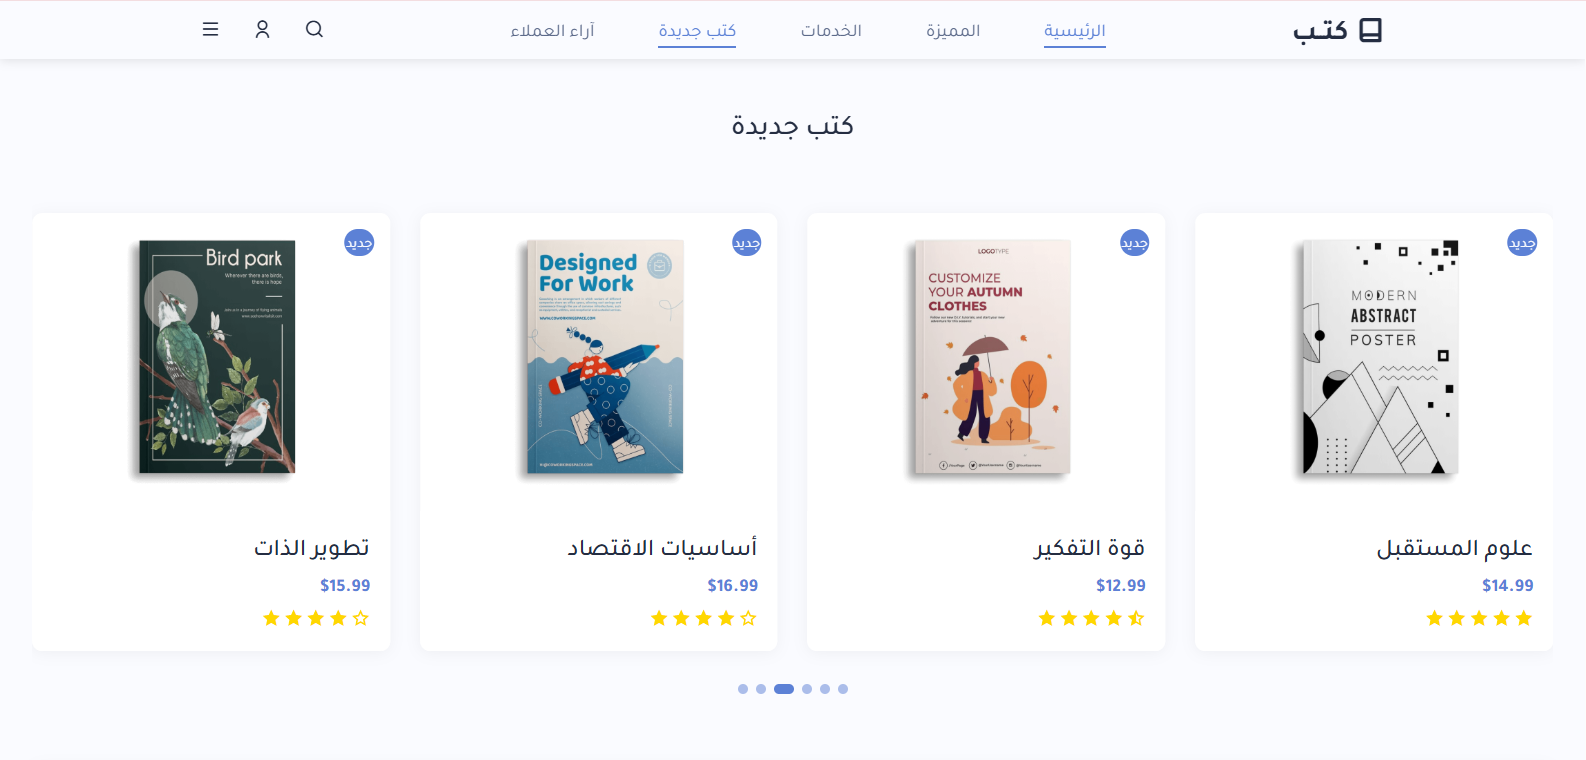 كتـب
الرئيسية
المميزة
الخدمات
كتب جديدة
آراء العملاء
كتب جديدة
جديد
MODERN
ABSTRACT
POSTER
علوم المستقبل
$14.99
جديد
LOGOTYPE
CUSTOMIZE
YOUR AUTUMN
CLOTHES
قوة التفكير
$12.99
جديد
Designed
For Work
أساسيات الاقتصاد
$16.99
جديد
Bird park
Wherever there are birds,
there is hope
تطوير الذات
$15.99